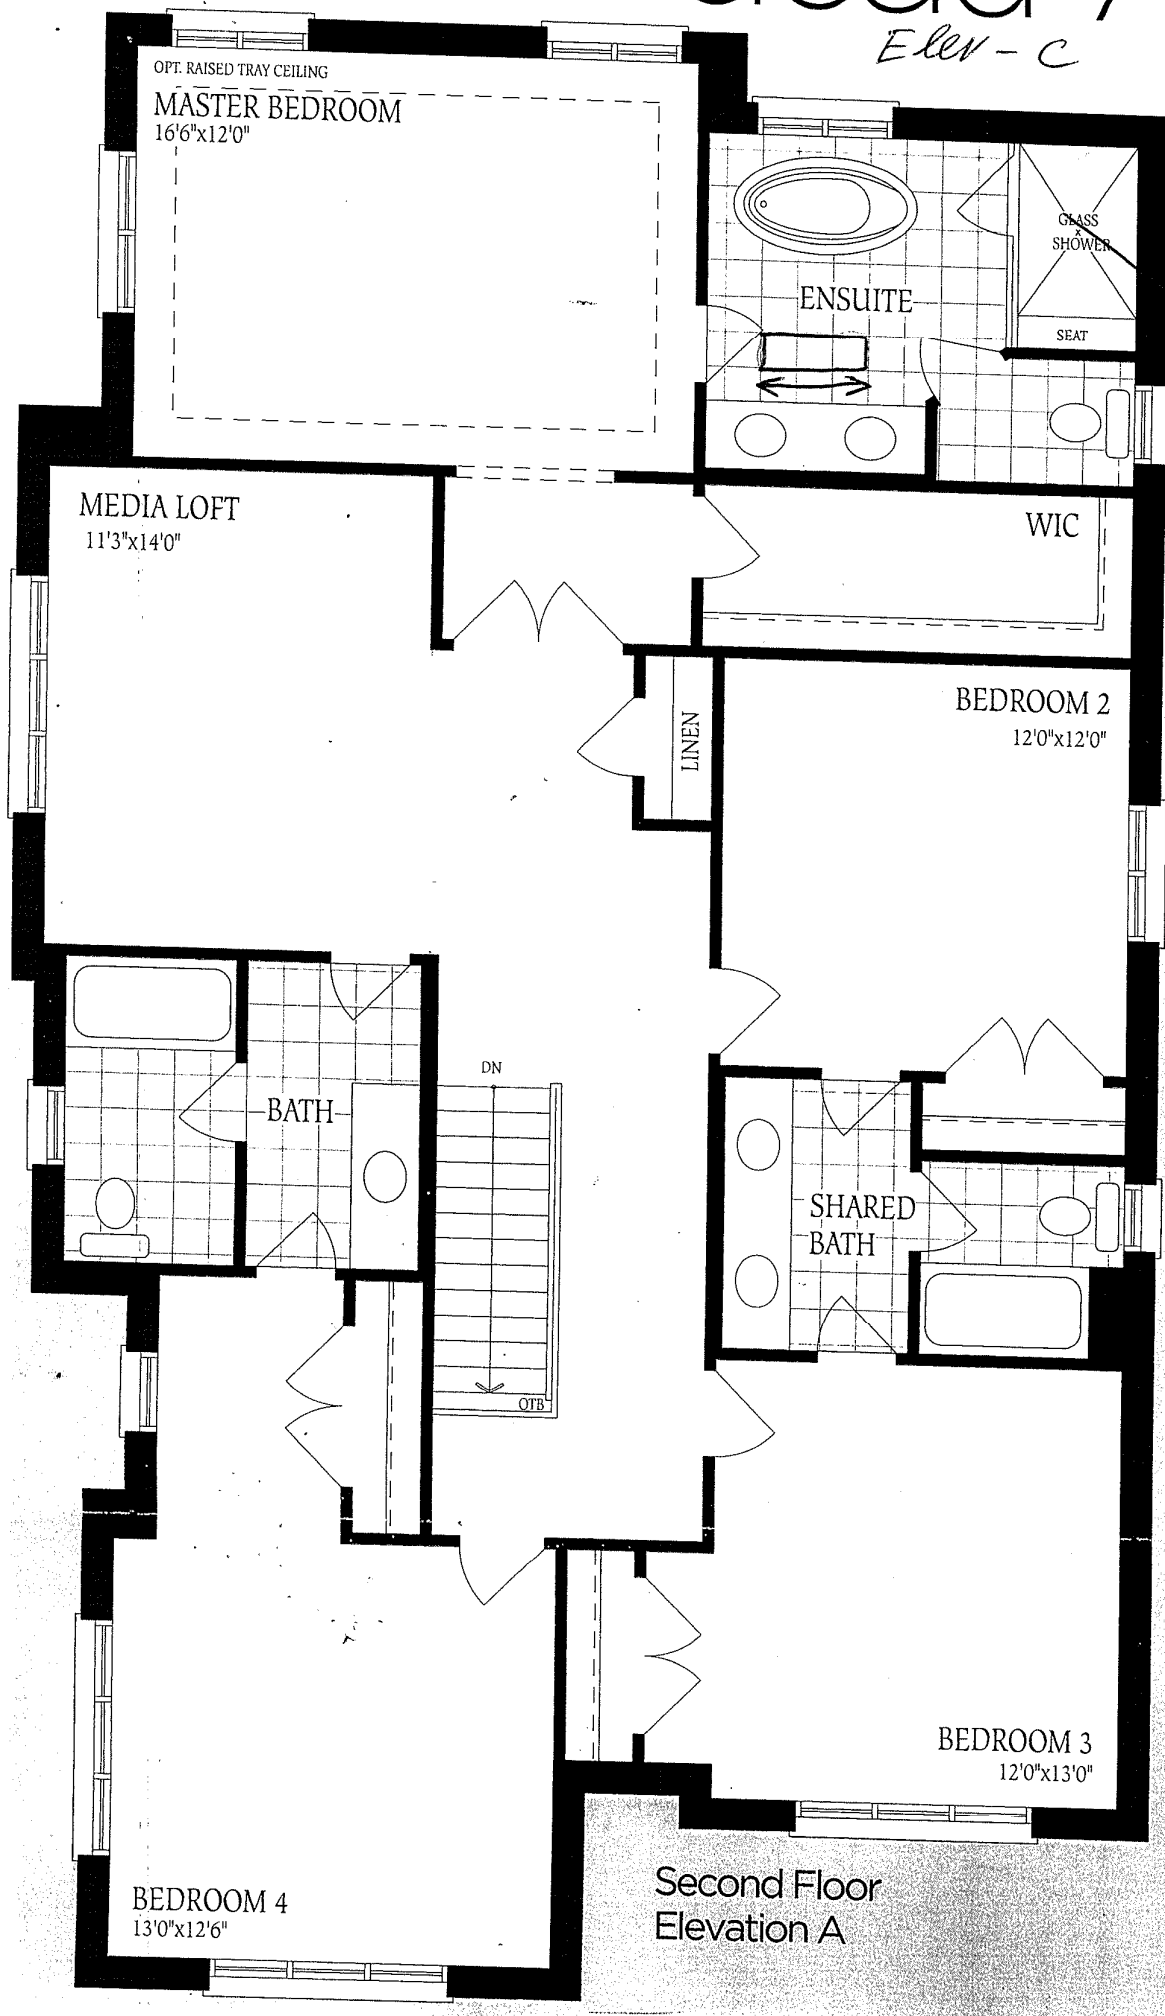 Elev - C
OPT. RAISED TRAY CEILING
MASTER BEDROOM
16'6"x12'0"
GLASS
x
SHOWER
ENSUITE
SEAT
MEDIA LOFT
11'3"x14'0"
WIC
BEDROOM 2
12'0"x12'0"
LINEN
DN
BATH
SHARED
BATH
OTB
BEDROOM 3
12'0"x13'0"
BEDROOM 4
13'0"x12'6"
Second Floor
Elevation A